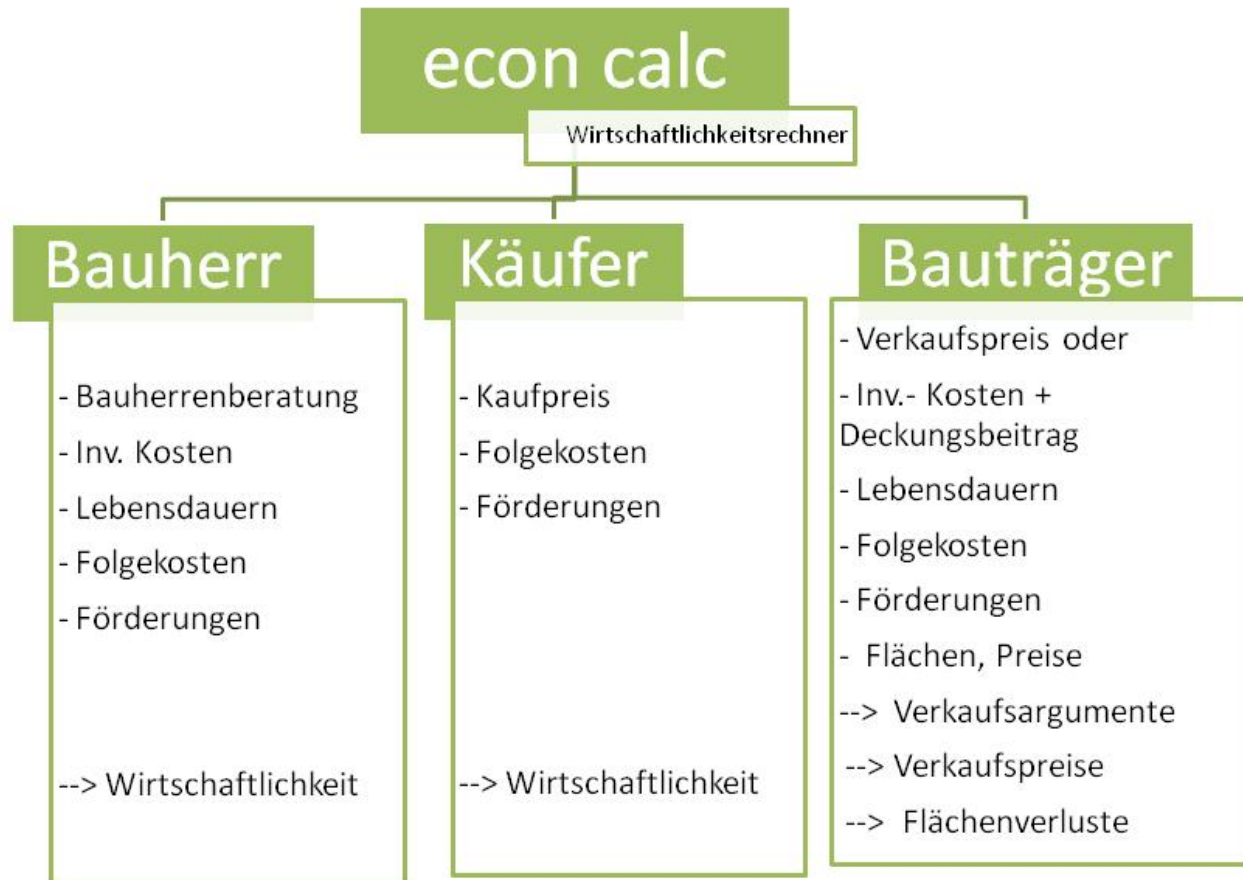 econ calc
Wirtschaftlichkeitsrechner
Bauherr
- Bauherrenberatung
- Inv. Kosten
- Lebensdauern
- Folgekosten
- Förderungen
--> Wirtschaftlichkeit
Käufer
- Kaufpreis
- Folgekosten
- Förderungen
--> Wirtschaftlichkeit
Bauträger
- Verkaufspreis oder
- Inv.- Kosten +
Deckungsbeitrag
- Lebensdauern
- Folgekosten
- Förderungen
- Flächen, Preise
--> Verkaufsargumente
--> Verkaufspreise
--> Flächenverluste